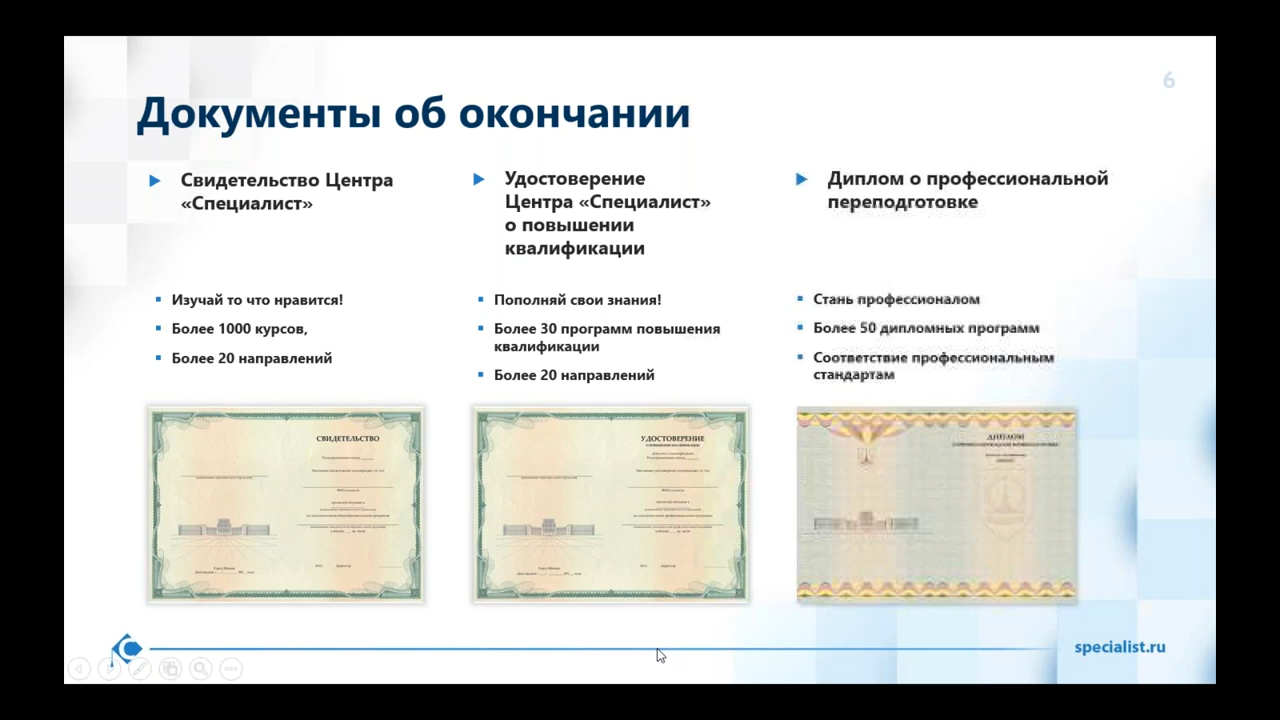 6
Документы об окончании
Свидетельство Центра
«Специалист»
Изучай то что нравится!
Более 1000 курсов,
Более 20 направлений
Удостоверение
Центра «Специалист»
о повышении
квалификации
Пополняй свои знания!
Более 30 программ повышения
квалификации
Более 20 направлений
Диплом о профессиональной
переподготовке
Стань профессионалом
Более 50 дипломных программ
Соответствие профессиональным
стандартам
СВИДЕТЕЛЬСТВО
УДОСТОВЕРЕНИЕ
ДИПЛОМ
specialist.ru